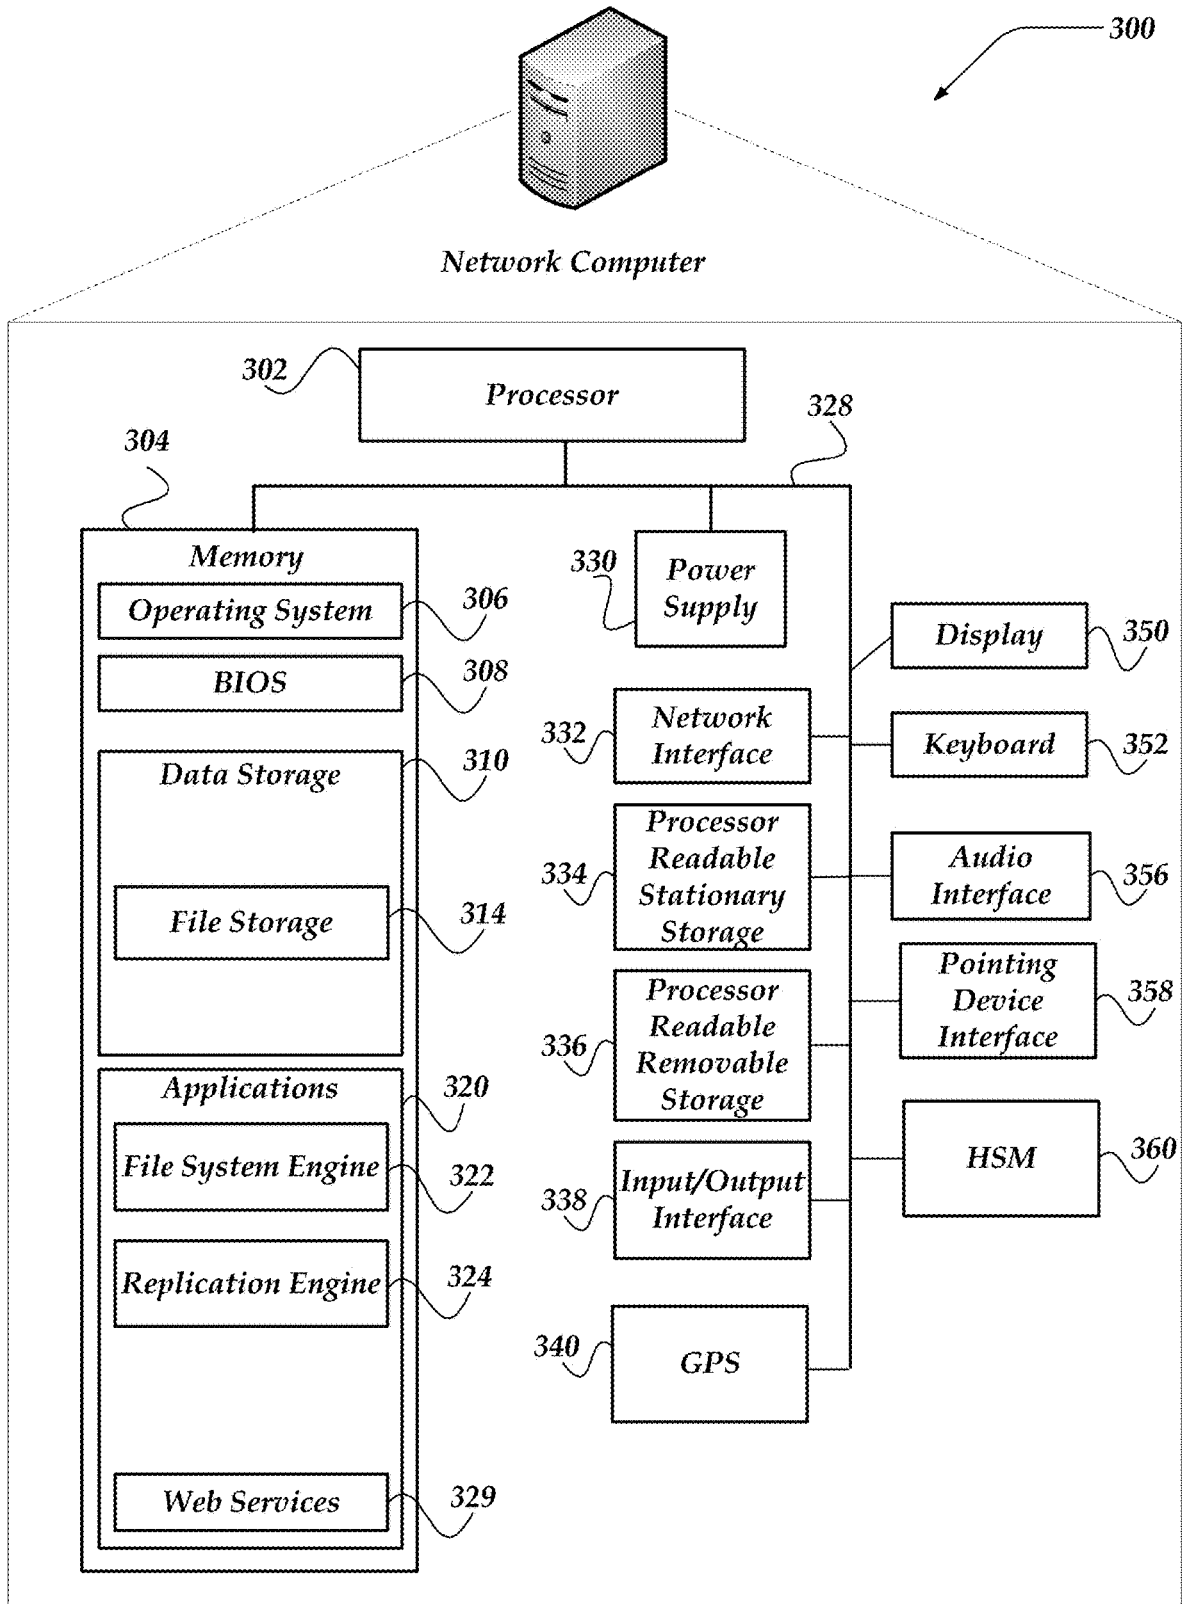 300
Network Computer
302
Processor
328
304
Memory
Operating System
306
BIOS
308
Data Storage
310
File Storage
314
Applications
320
File System Engine
322
Replication Engine
324
Web Services
329
330
Power
Supply
332
Network
Interface
334
Processor
Readable
Stationary
Storage
336
Processor
Readable
Removable
Storage
338
Input/Output
Interface
340
GPS
Display
350
Keyboard
352
Audio
Interface
356
Pointing
Device
Interface
358
HSM
360